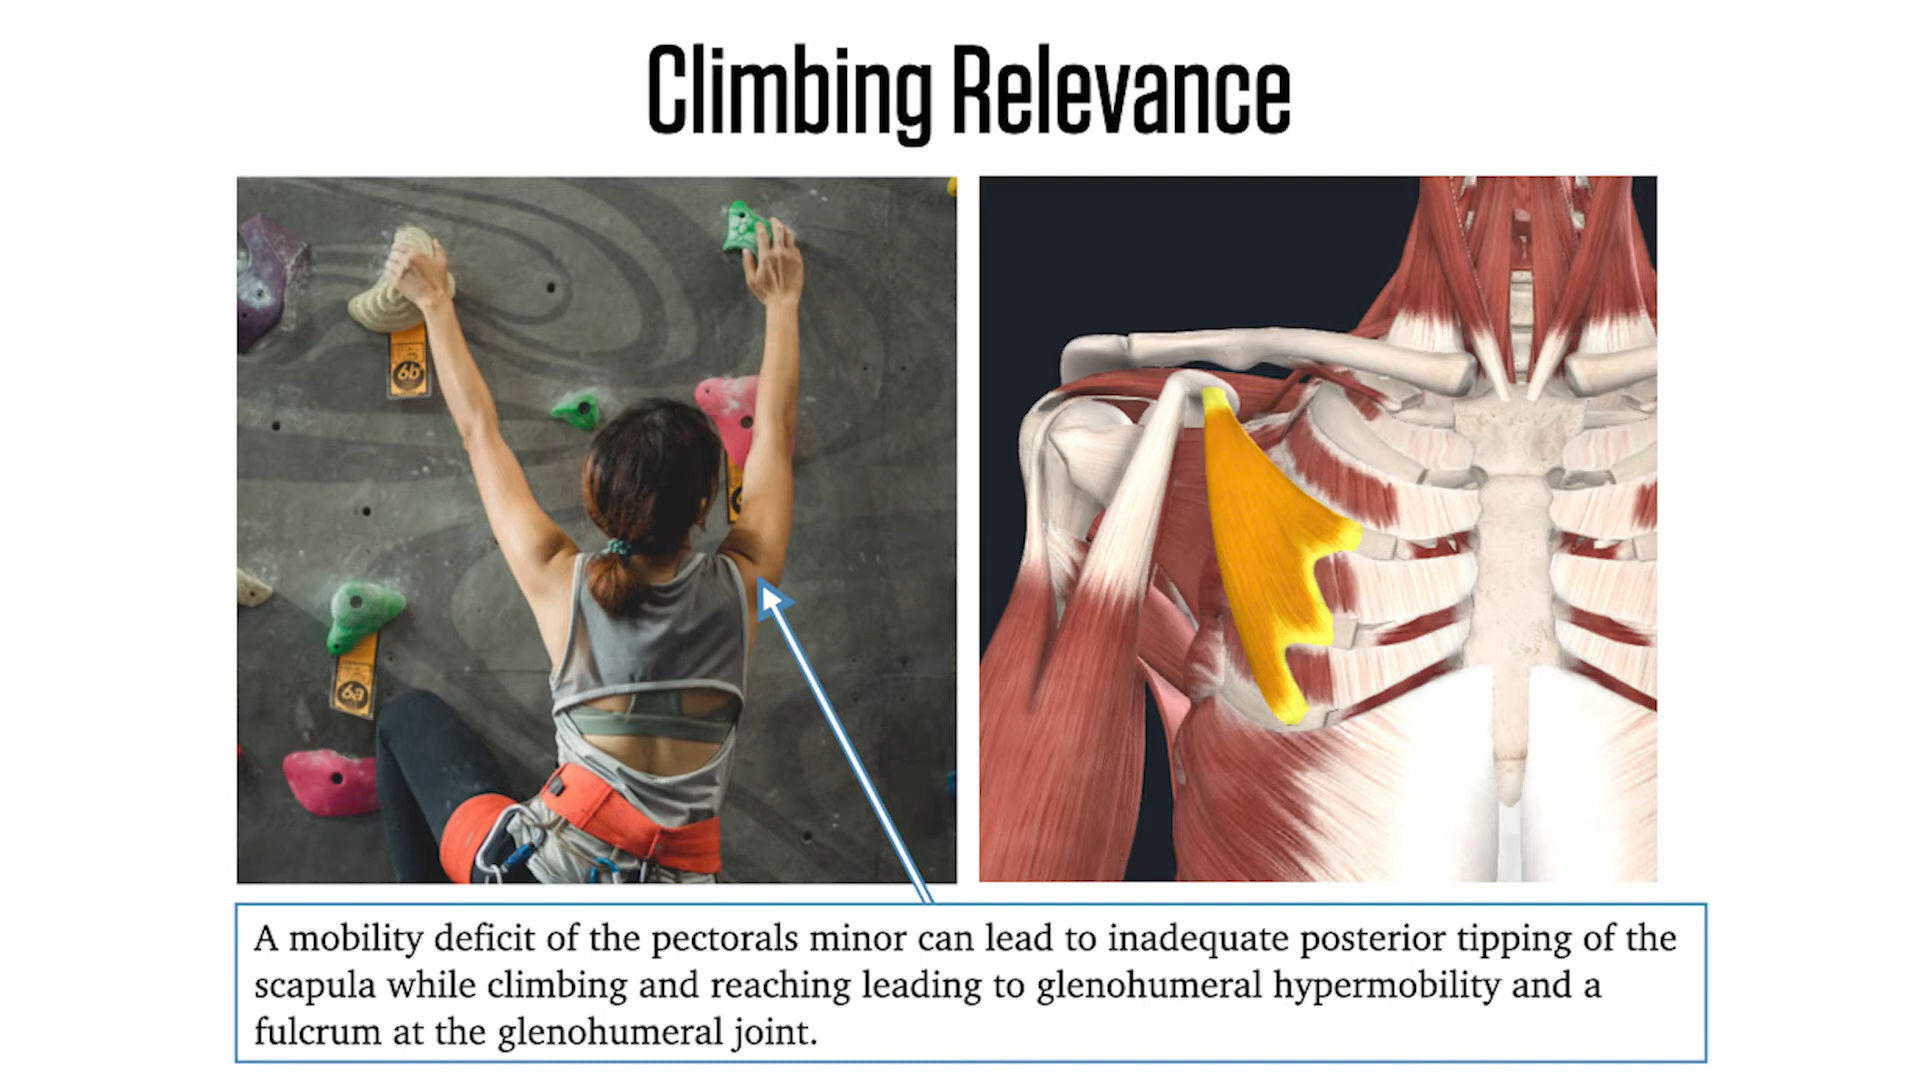 Climbing Relevance
6b
6a
A mobility deficit of the pectorals minor can lead to inadequate posterior tipping of the
scapula while climbing and reaching leading to glenohumeral hypermobility and a
fulcrum at the glenohumeral joint.